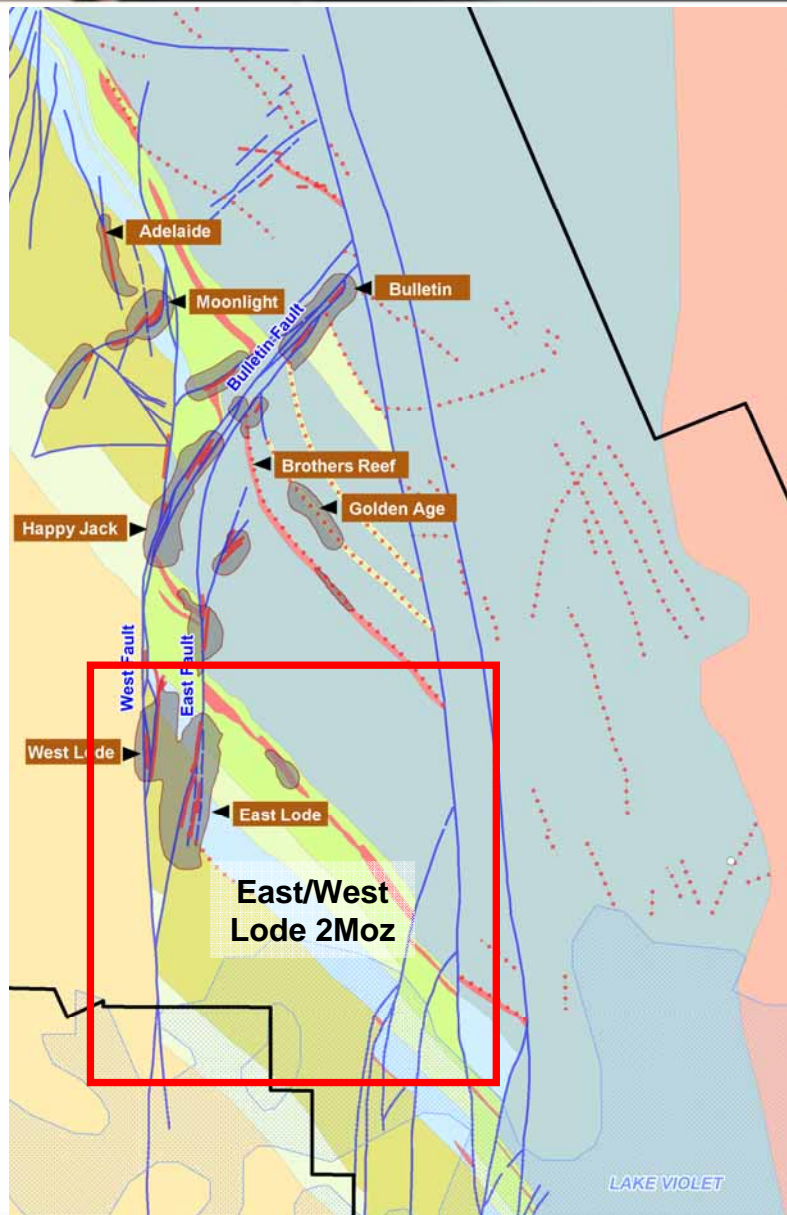 Adelaide
Moonlight
Bulletin
Bulletin Fault
Brothers Reef
Golden Age
Happy Jack
West Fault
East Fault
West Lode
East Lode
East/West
Lode 2Moz
LAKE VIOLET